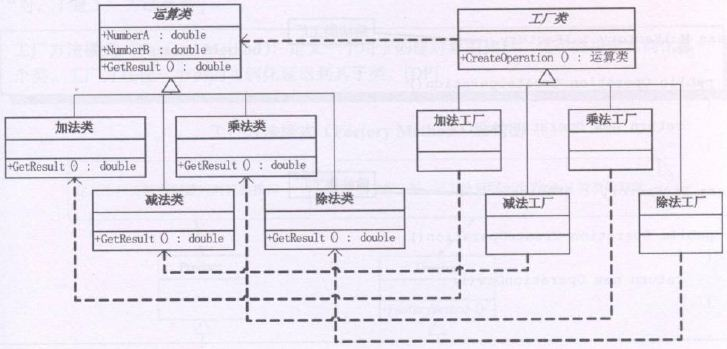 运算类
+NumberA : double
+NumberB : double
+GetResult () : double
工厂类
+CreateOperation () : 运算类
加法类
+GetResult () : double
乘法类
+GetResult () : double
加法工厂
乘法工厂
减法类
+GetResult () : double
除法类
+GetResult () : double
减法工厂
除法工厂